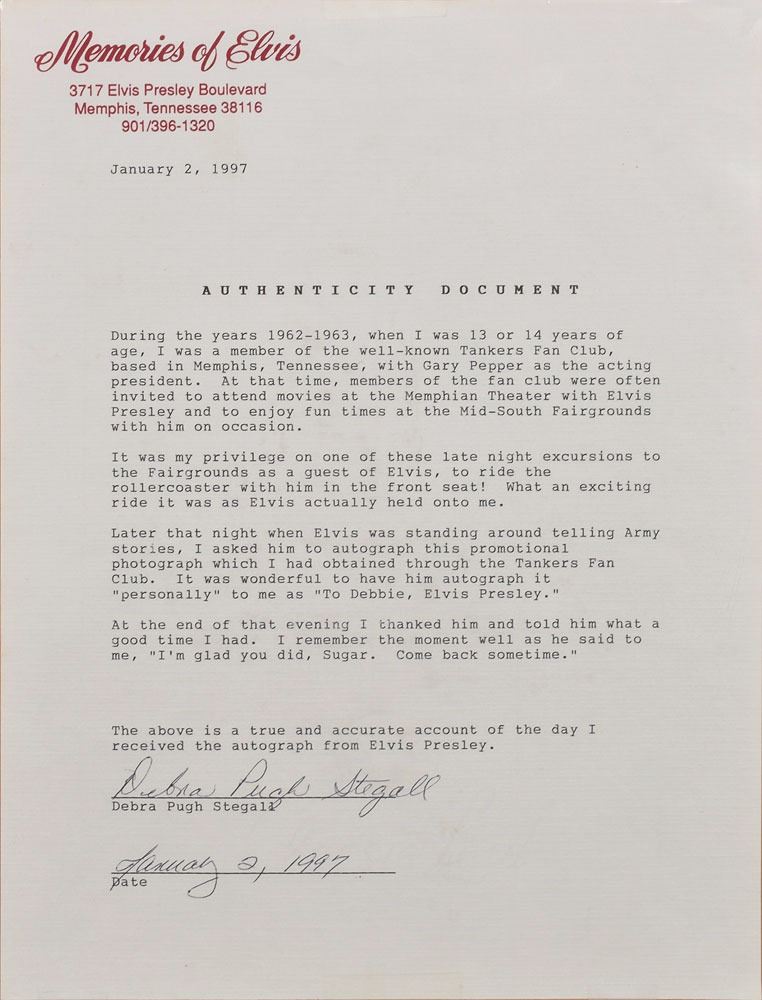 Memories of Elvis
3717 Elvis Presley Boulevard
Memphis, Tennessee 38116
901/396-1320
January 2, 1997
AUTHENTICITY DOCUMENT
During the years 1962-1963, when I was 13 or 14 years of
age, I was a member of the well-known Tankers Fan Club,
based in Memphis, Tennessee, with Gary Pepper as the acting
president. At that time, members of the fan club were often
invited to attend movies at the Memphian Theater with Elvis
Presley and to enjoy fun times at the Mid-South Fairgrounds
with him on occasion.
It was my privilege on one of these late night excursions to
the Fairgrounds as a guest of Elvis, to ride the
rollercoaster with him in the front seat! What an exciting
ride it was as Elvis actually held onto me.
Later that night when Elvis was standing around telling Army
stories, I asked him to autograph this promotional
photograph which I had obtained through the Tankers Fan
Club. It was wonderful to have him autograph it
"personally" to me as "To Debbie, Elvis Presley."
At the end of that evening I thanked him and told him what a
good time I had. I remember the moment well as he said to
me, "I'm glad you did, Sugar. Come back sometime."
The above is a true and accurate account of the day I
received the autograph from Elvis Presley.
Debra Pugh Stegall
Debra Pugh Stegall
January 2, 1997
Date